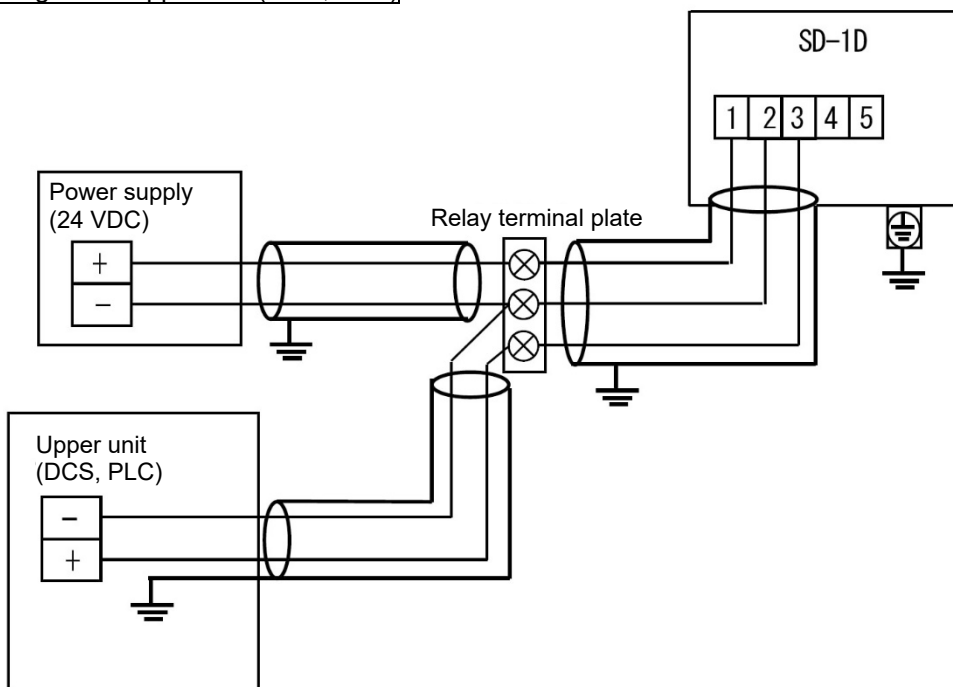 SD-1D
1 2 3 4 5
Power supply
(24 VDC)
+
−
Relay terminal plate
Upper unit
(DCS, PLC)
−
+